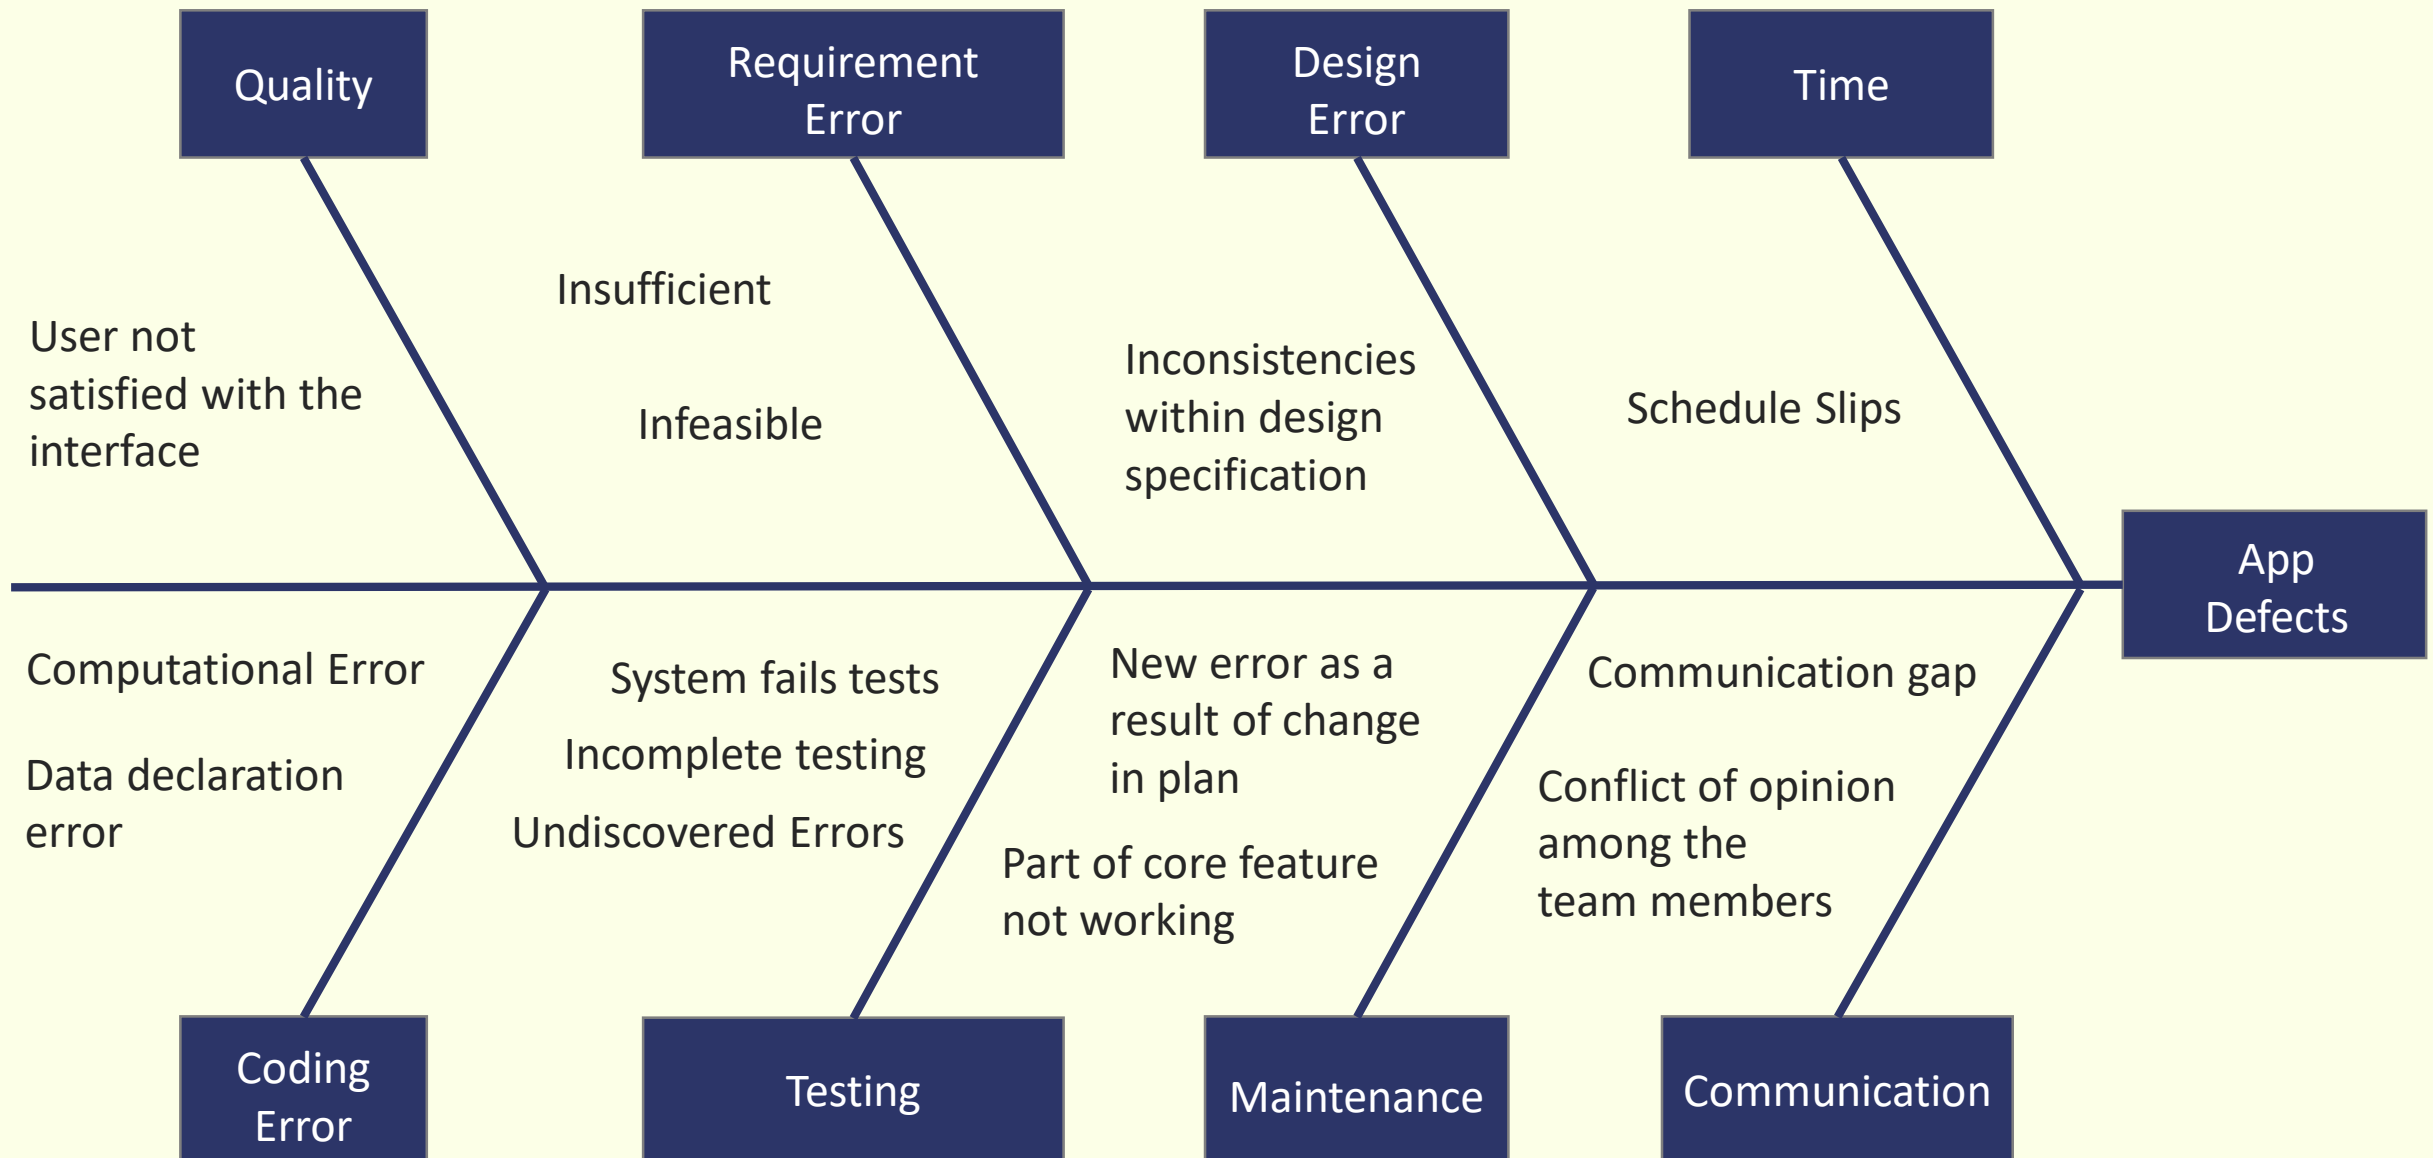 Quality
Requirement
Error
Design
Error
Time
User not
satisfied with the
interface
Insufficient
Infeasible
Inconsistencies
within design
specification
Schedule Slips
App
Defects
Computational Error
Data declaration
error
System fails tests
Incomplete testing
Undiscovered Errors
New error as a
result of change
in plan
Part of core feature
not working
Communication gap
Conflict of opinion
among the
team members
Coding
Error
Testing
Maintenance
Communication